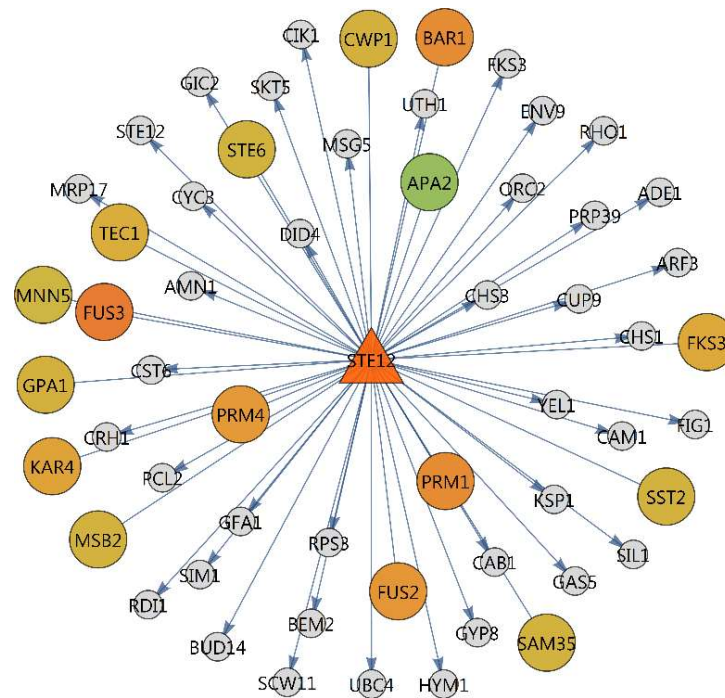 CIK1
CWP1
BAR1
FKS3
GIC2
SKT5
UTH1
ENV9
STE12
STE6
MSG5
RHO1
MRP17
CYC3
APA2
ORC2
ADE1
TEC1
DID4
PRP39
MNN5
AMN1
ARF3
FUS3
CHS3
CUP9
CHS1
FKS3
STE12
GPA1
CST6
PRM4
YEL1
FIG1
CRH1
CAM1
KAR4
PCL2
PRM1
KSP1
SST2
MSB2
GFA1
RPS3
SIL1
SIM1
CAB1
GAS5
RDI1
FUS2
BEM2
GYP8
BUD14
SAM35
SCW11
UBC4
HYM1